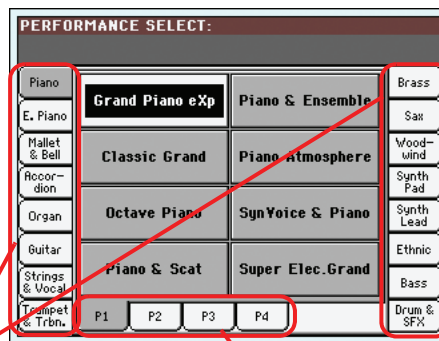 PERFORMANCE SELECT:
Piano
E. Piano
Mallet
& Bell
Accor-
dion
Organ
Guitar
Strings
& Vocal
Trumpet
& Trbn.
Grand Piano eXp
Piano & Ensemble
Classic Grand
Piano Atmosphere
Octave Piano
SynVoice & Piano
Piano & Scat
Super Elec.Grand
P1
P2
P3
P4
Brass
Sax
Wood-
wind
Synth
Pad
Synth
Lead
Ethnic
Bass
Drum &
SFX